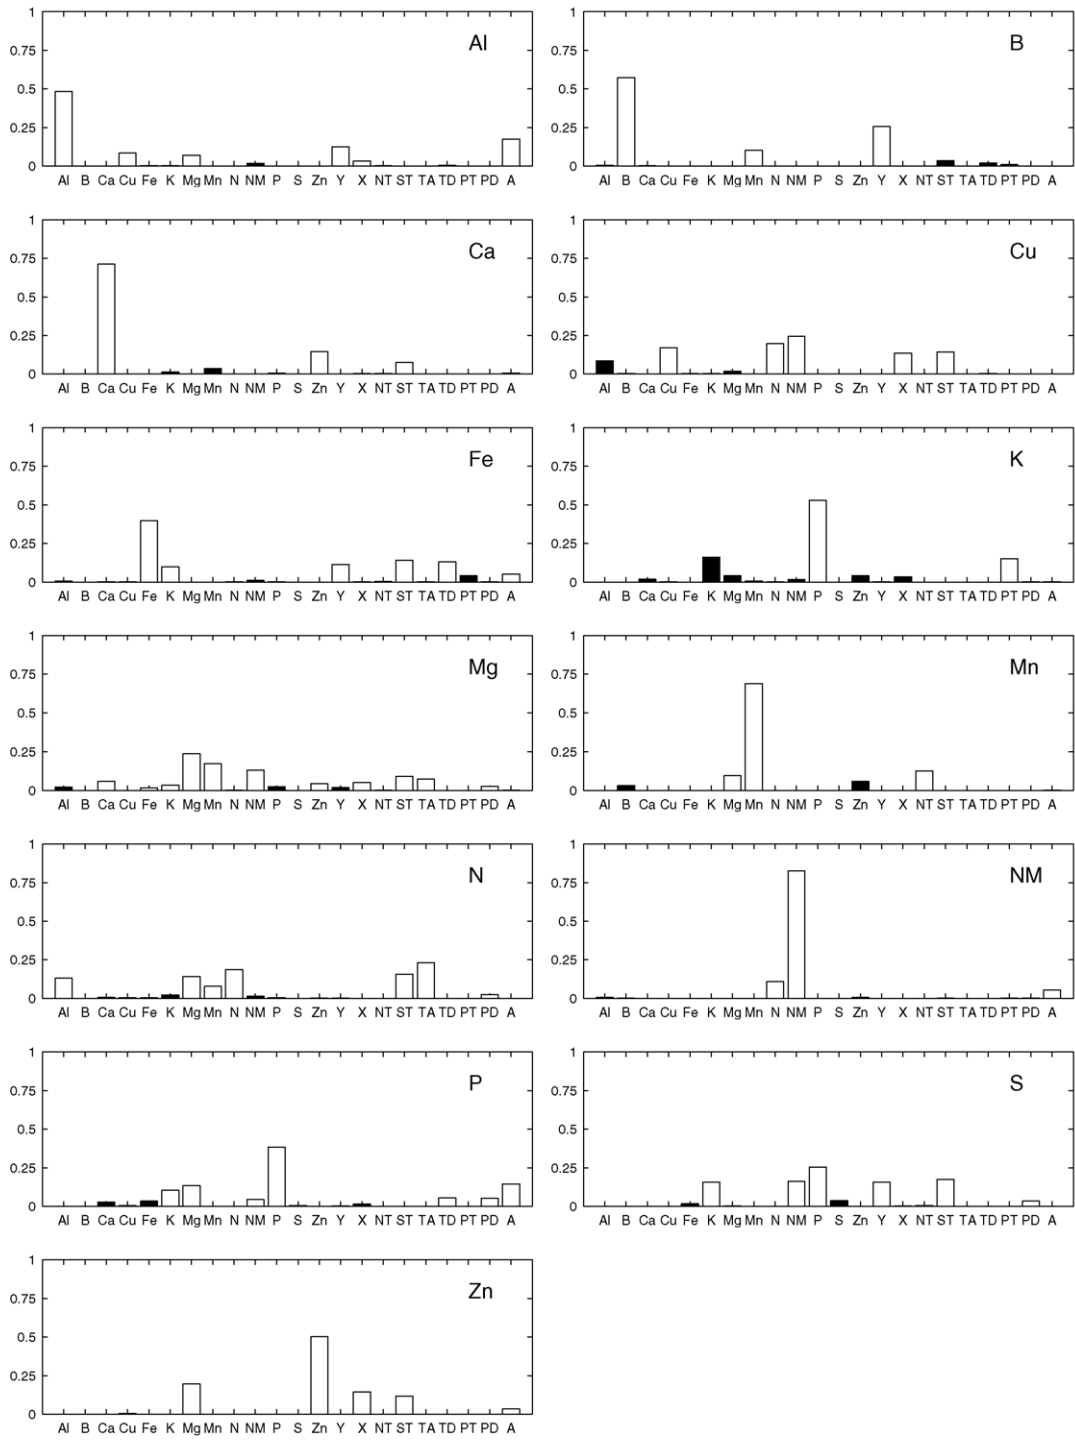 1 0.75 0.5 0.25 0
Al
Al B Ca Cu Fe K Mg Mn N NM P S Zn Y X NT ST TA TD PT PD A
1 0.75 0.5 0.25 0
B
Al B Ca Cu Fe K Mg Mn N NM P S Zn Y X NT ST TA TD PT PD A
1 0.75 0.5 0.25 0
Ca
Al B Ca Cu Fe K Mg Mn N NM P S Zn Y X NT ST TA TD PT PD A
1 0.75 0.5 0.25 0
Cu
Al B Ca Cu Fe K Mg Mn N NM P S Zn Y X NT ST TA TD PT PD A
1 0.75 0.5 0.25 0
Fe
Al B Ca Cu Fe K Mg Mn N NM P S Zn Y X NT ST TA TD PT PD A
1 0.75 0.5 0.25 0
K
Al B Ca Cu Fe K Mg Mn N NM P S Zn Y X NT ST TA TD PT PD A
1 0.75 0.5 0.25 0
Mg
Al B Ca Cu Fe K Mg Mn N NM P S Zn Y X NT ST TA TD PT PD A
1 0.75 0.5 0.25 0
Mn
Al B Ca Cu Fe K Mg Mn N NM P S Zn Y X NT ST TA TD PT PD A
1 0.75 0.5 0.25 0
N
Al B Ca Cu Fe K Mg Mn N NM P S Zn Y X NT ST TA TD PT PD A
1 0.75 0.5 0.25 0
NM
Al B Ca Cu Fe K Mg Mn N NM P S Zn Y X NT ST TA TD PT PD A
1 0.75 0.5 0.25 0
P
Al B Ca Cu Fe K Mg Mn N NM P S Zn Y X NT ST TA TD PT PD A
1 0.75 0.5 0.25 0
S
Al B Ca Cu Fe K Mg Mn N NM P S Zn Y X NT ST TA TD PT PD A
1 0.75 0.5 0.25 0
Zn
Al B Ca Cu Fe K Mg Mn N NM P S Zn Y X NT ST TA TD PT PD A